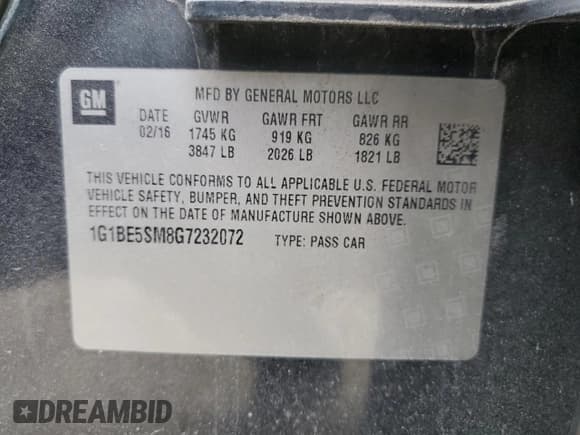 GM
MFD BY GENERAL MOTORS LLC
DATE GVWR GAWR FRT GAWR RR
02/16 1745 KG 919 KG 826 KG
3847 LB 2026 LB 1821 LB
THIS VEHICLE CONFORMS TO ALL APPLICABLE U.S. FEDERAL MOTOR
VEHICLE SAFETY, BUMPER, AND THEFT PREVENTION STANDARDS IN
EFFECT ON THE DATE OF MANUFACTURE SHOWN ABOVE.
1G1BE5SM8G7232072 TYPE: PASS CAR
DREAMBID